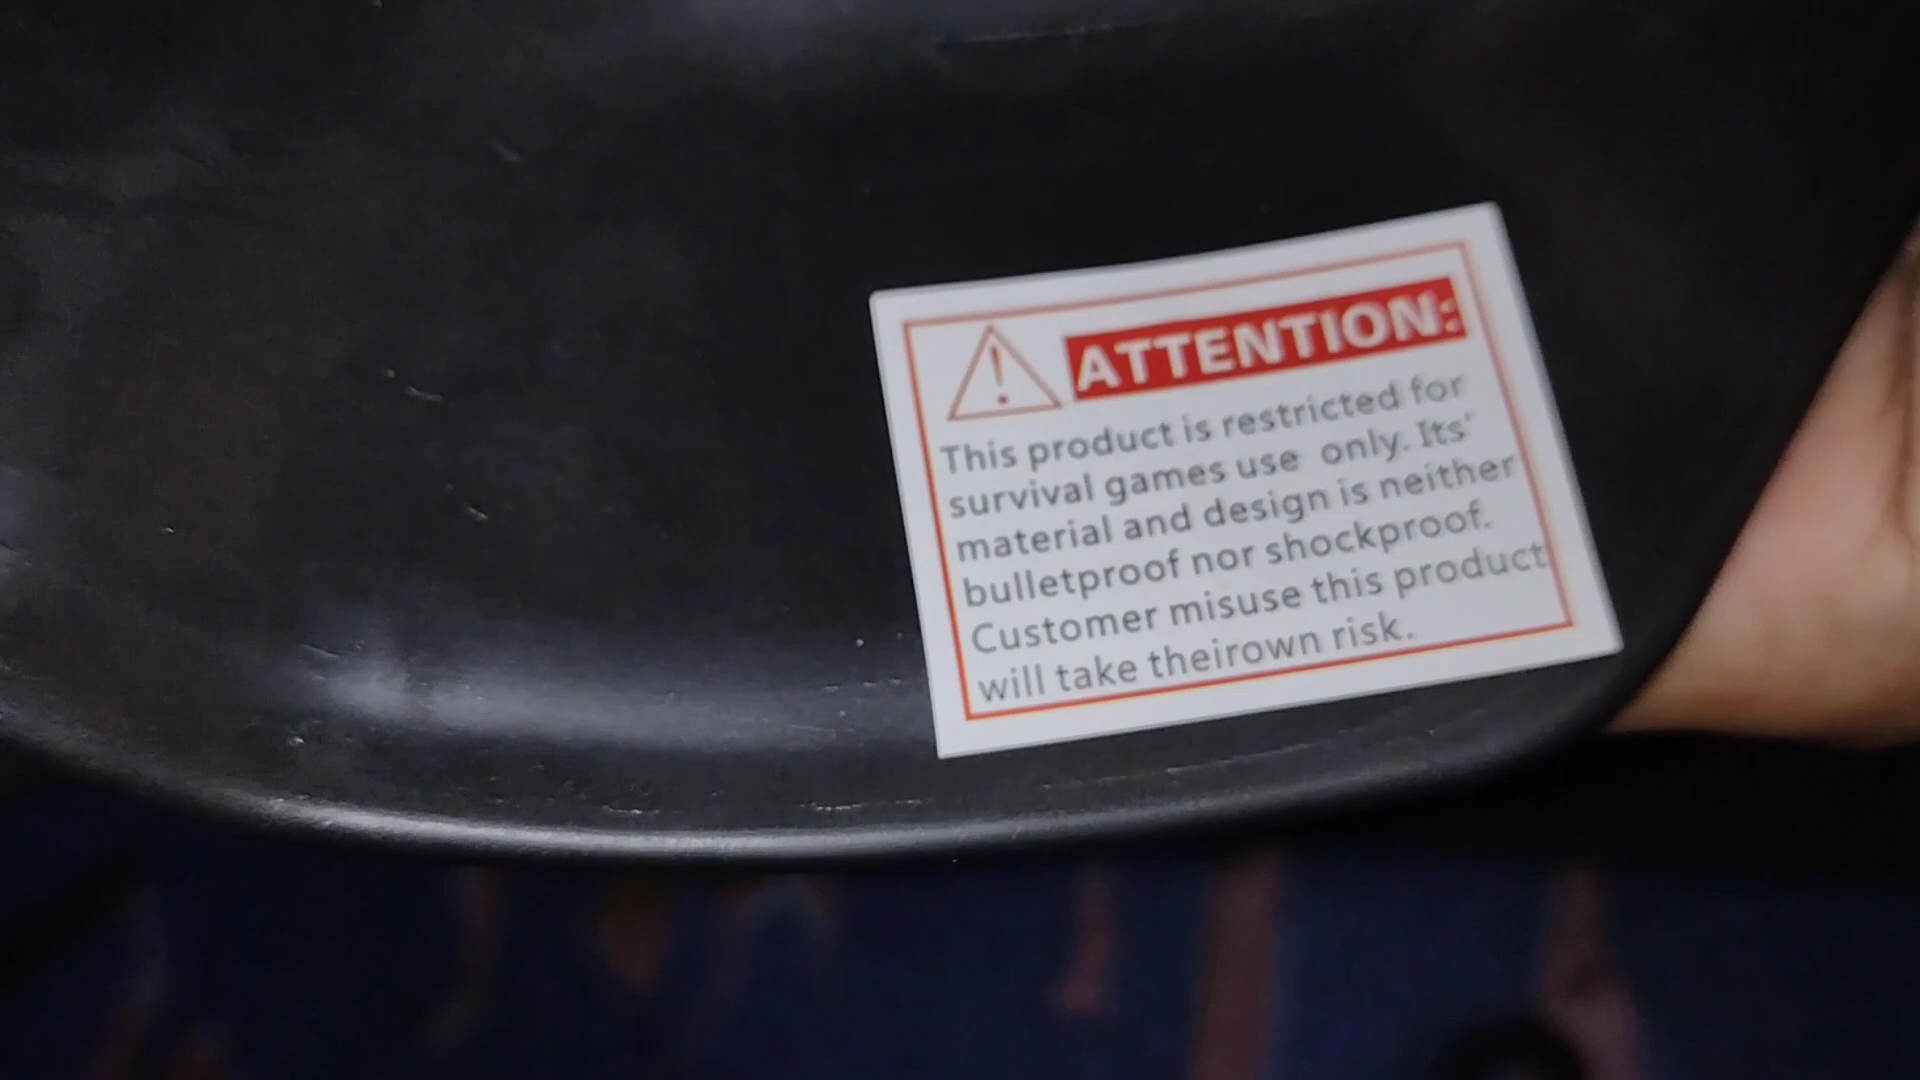 ATTENTION:
This product is restricted for
survival games use only. Its'
material and design is neither
bulletproof nor shockproof.
Customer misuse this product
will take theirown risk.